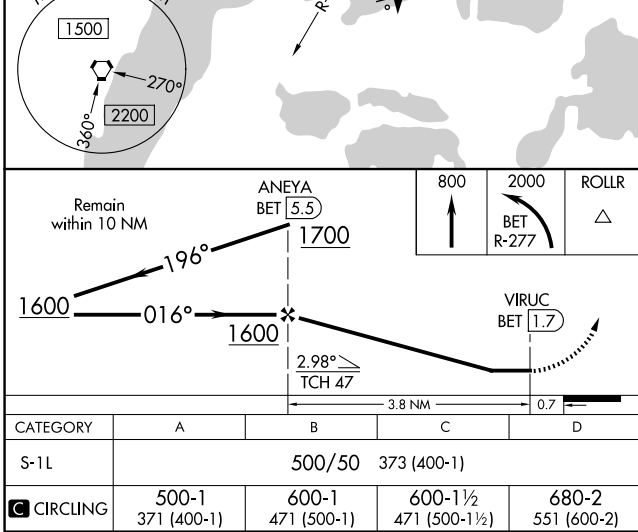 1500
270°
360°
2200
R-
Remain
within 10 NM
ANEYA
BET 5.5
1700
196°
1600
016°
1600
2.98°
TCH 47
800
2000
BET
R-277
ROLLR
VIRUC
BET 1.7
3.8 NM
0.7
CATEGORY A B C D
S-1L 500/50 373 (400-1)
C CIRCLING
500-1 600-1 600-1½ 680-2
371 (400-1) 471 (500-1) 471 (500-1½) 551 (600-2)